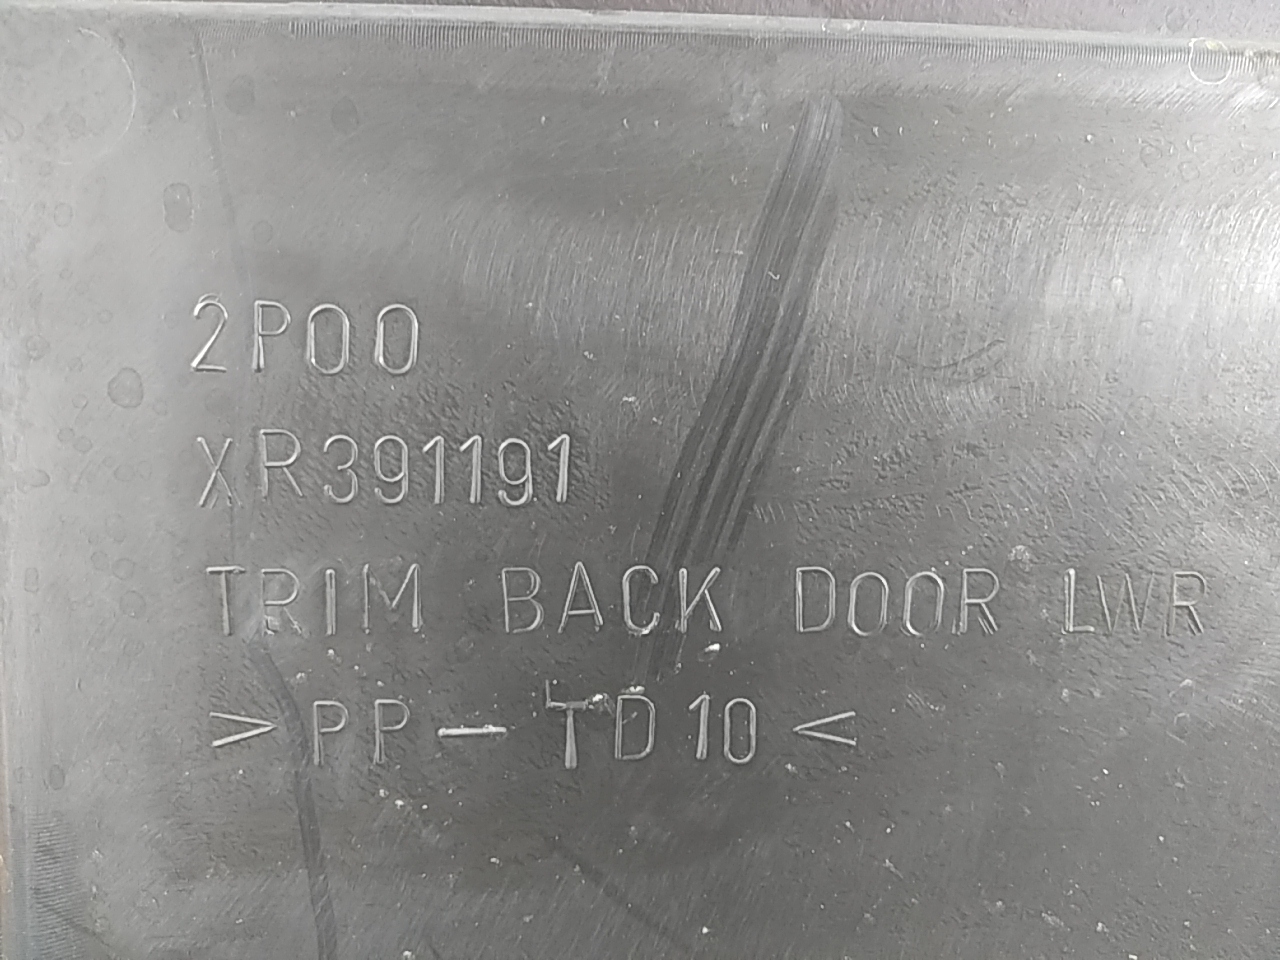 2P00
XR391191
TRIM BACK DOOR LWR
>PP-TD10<